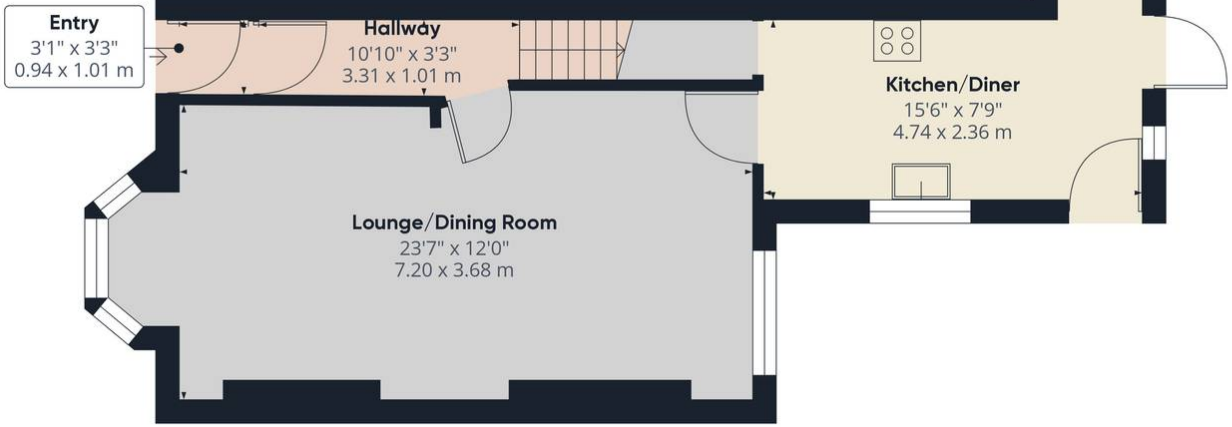 Entry
3'1" x 3'3"
0.94 x 1.01 m
Hallway
10'10" x 3'3"
3.31 x 1.01 m
Kitchen/Diner
15'6" x 7'9"
4.74 x 2.36 m
Lounge/Dining Room
23'7" x 12'0"
7.20 x 3.68 m